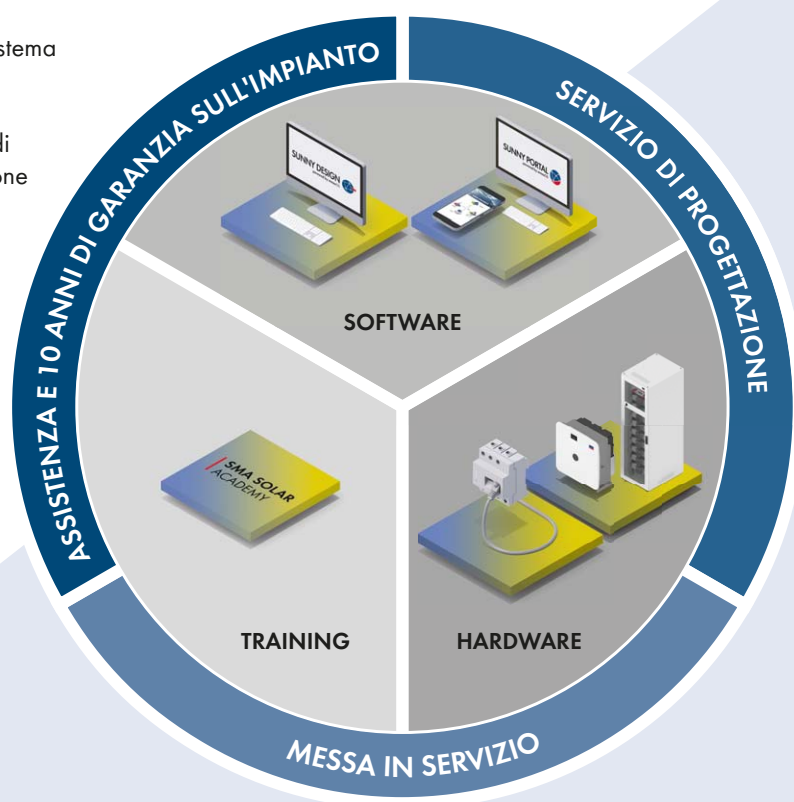 stema
di
one
ASSISTENZA E 10 ANNI DI GARANZIA SULL'IMPIANTO
SERVIZIO DI PROGETTAZIONE
SUNNY DESIGN
SUNNY PORTAL
SOFTWARE
SMA SOLAR
ACADEMY
TRAINING
HARDWARE
MESSA IN SERVIZIO